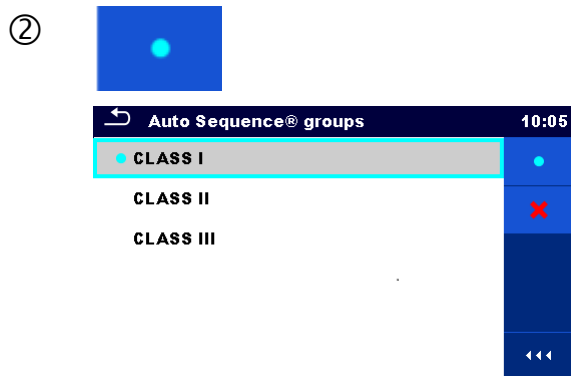 ②
Auto Sequence® groups 10:05
CLASS I
CLASS II
CLASS III